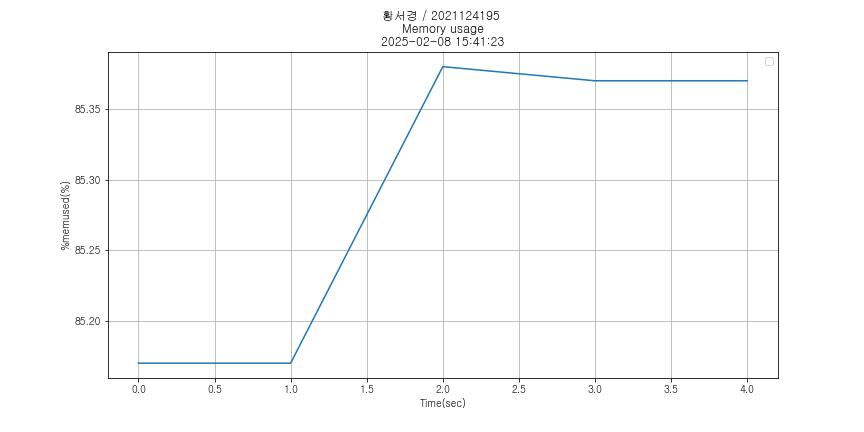 황서경 / 2021124195
Memory usage
2025-02-08 15:41:23
%memused(%)
85.35
85.30
85.25
85.20
0.0 0.5 1.0 1.5 2.0 2.5 3.0 3.5 4.0
Time(sec)